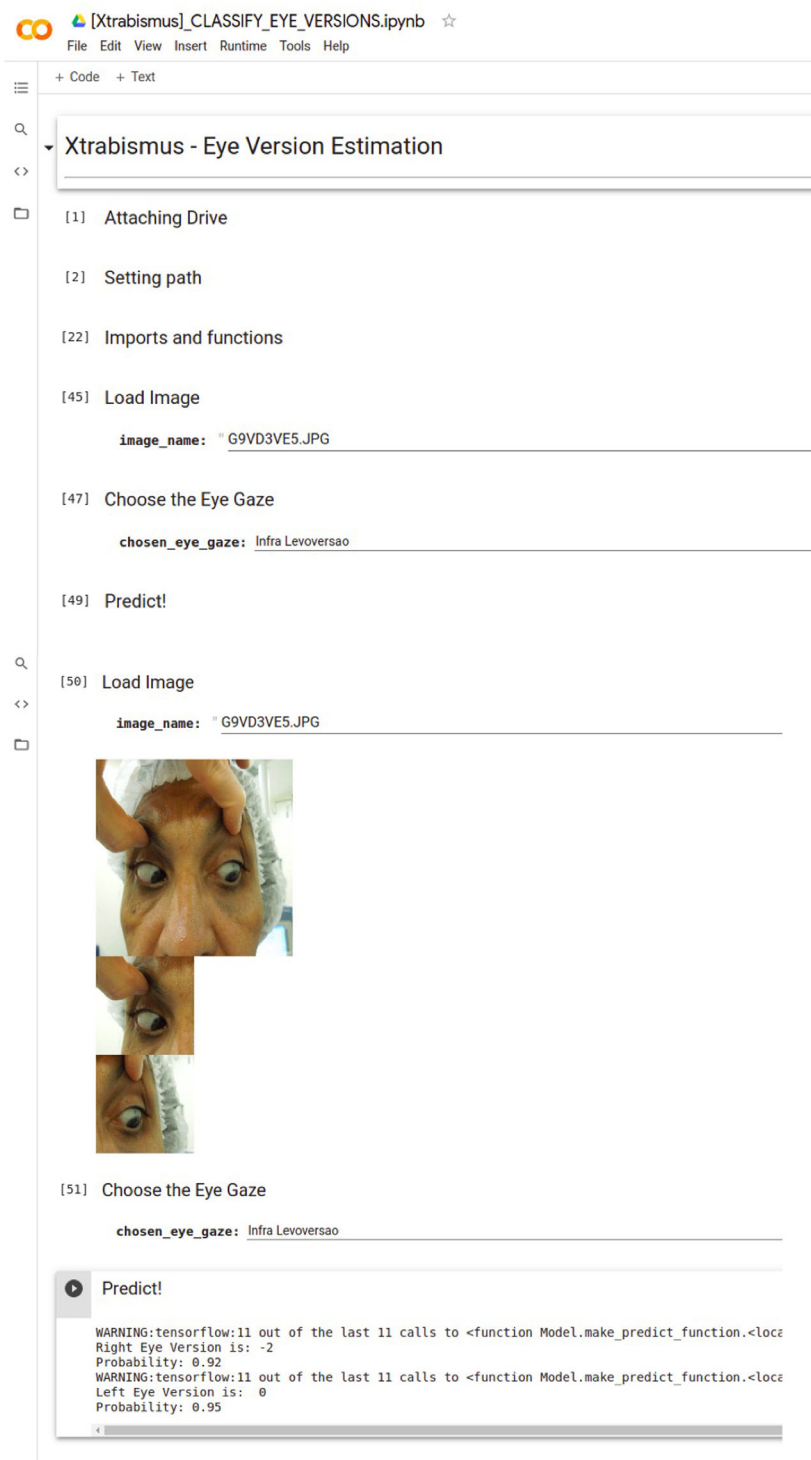 [Xtrabismus]_CLASSIFY_EYE_VERSIONS.ipynb
File Edit View Insert Runtime Tools Help
+ Code + Text
Xtrabismus - Eye Version Estimation
[1] Attaching Drive
[2] Setting path
[22] Imports and functions
[45] Load Image
image_name: " G9VD3VE5.JPG
[47] Choose the Eye Gaze
chosen_eye_gaze: Infra Levoversao
[49] Predict!
[50] Load Image
image_name: " G9VD3VE5.JPG
[51] Choose the Eye Gaze
chosen_eye_gaze: Infra Levoversao
Predict!
WARNING:tensorflow:11 out of the last 11 calls to <function Model.make_predict_function.<loca
Right Eye Version is: -2
Probability: 0.92
WARNING:tensorflow:11 out of the last 11 calls to <function Model.make_predict_function.<loca
Left Eye Version is:  0
Probability: 0.95